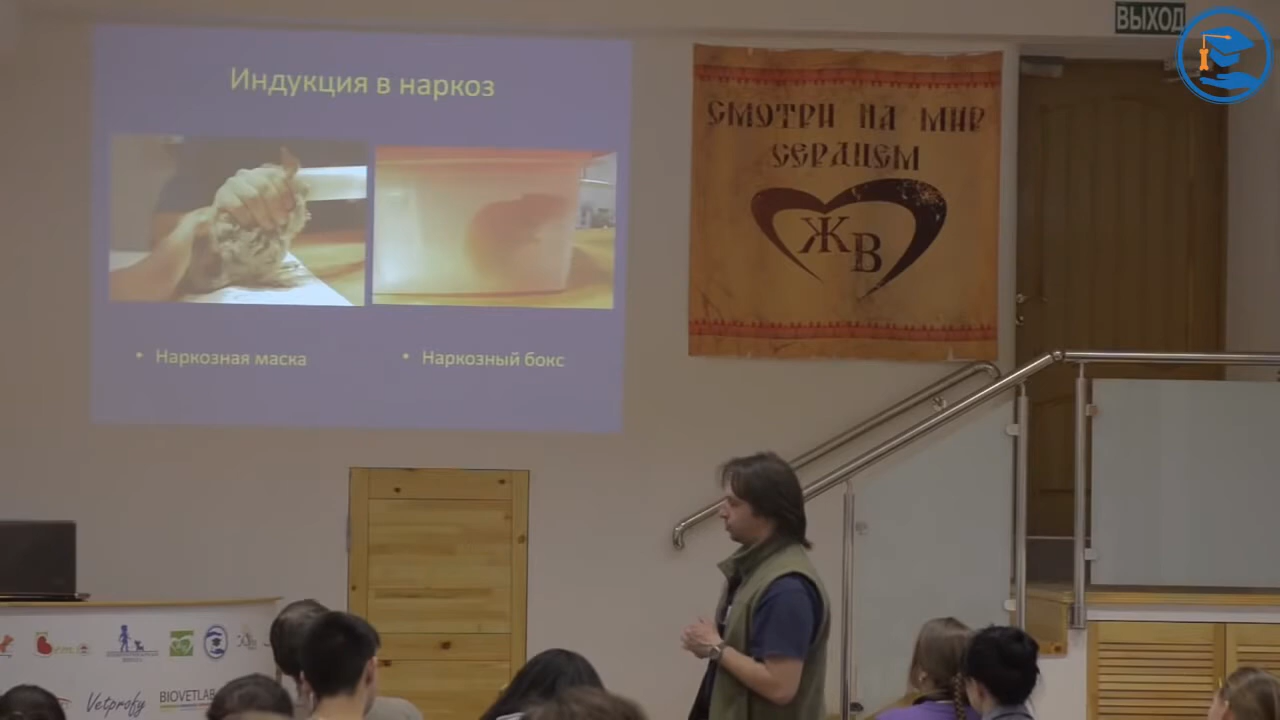 ВЫХОД
Индукция в наркоз
СМОТРИ НА МИР
СЕРДЦЕМ
ЖВ
• Наркозная маска
• Наркозный бокс
Vetprofy
BIOVETLAB